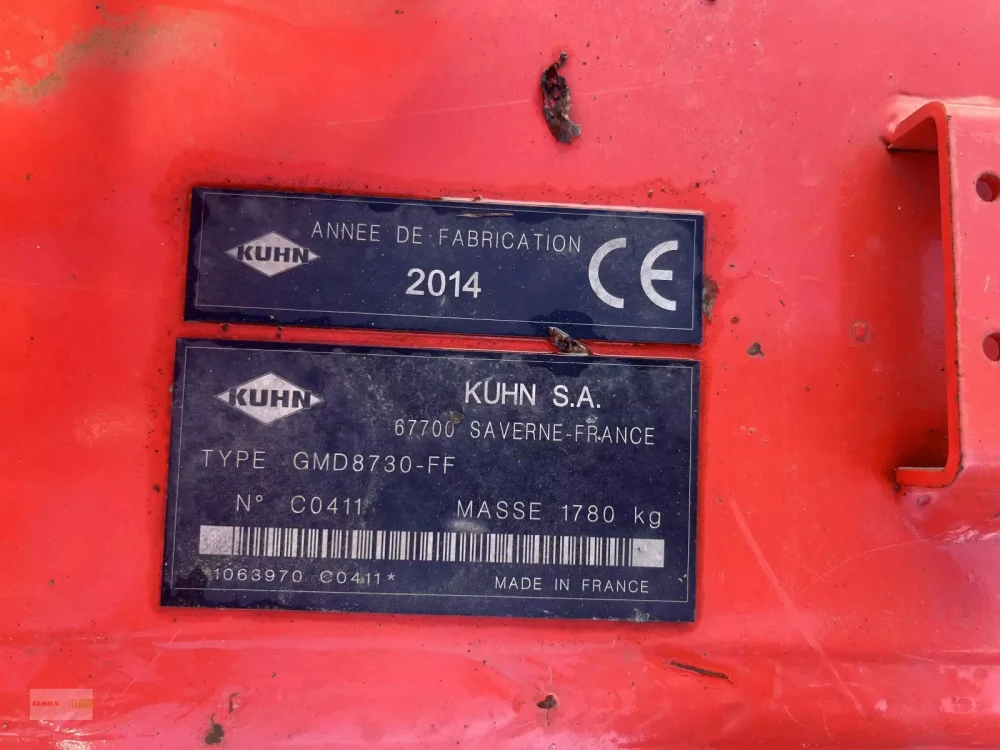 KUHN
ANNEE DE FABRICATION
2014
CE
KUHN
KUHN S.A.
67700 SAVERNE-FRANCE
TYPE GMD8730-FF
N° C0411 MASSE 1780 kg
*1063970 C0411*
MADE IN FRANCE
CLAAS